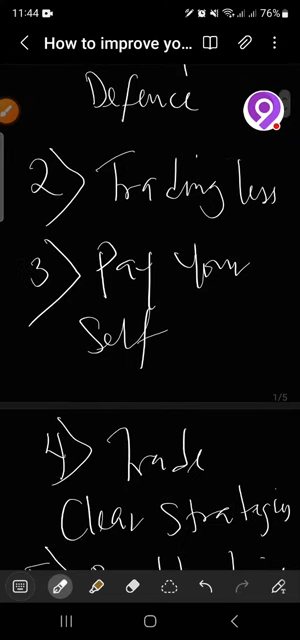 11:44 76%
How to improve yo...
Defence
2) Trading less
3) Pay Your
Self
1/5
4) Trade
Clear Strategies
5)